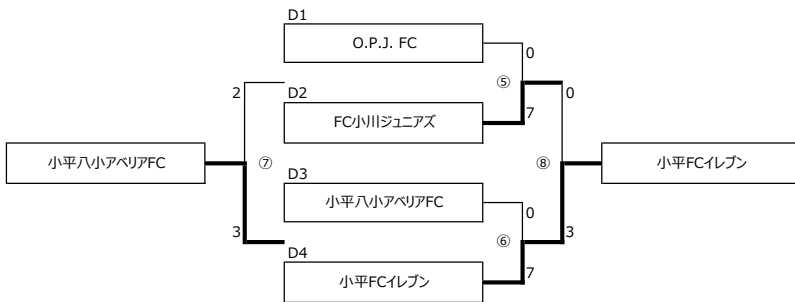 D1
O.P.J. FC
0
⑤
2
D2
0
7
FC小川ジュニアズ
小平八小アベリアFC
⑦
⑧
小平FCイレブン
D3
小平八小アベリアFC
0
3
⑥
3
D4
7
小平FCイレブン